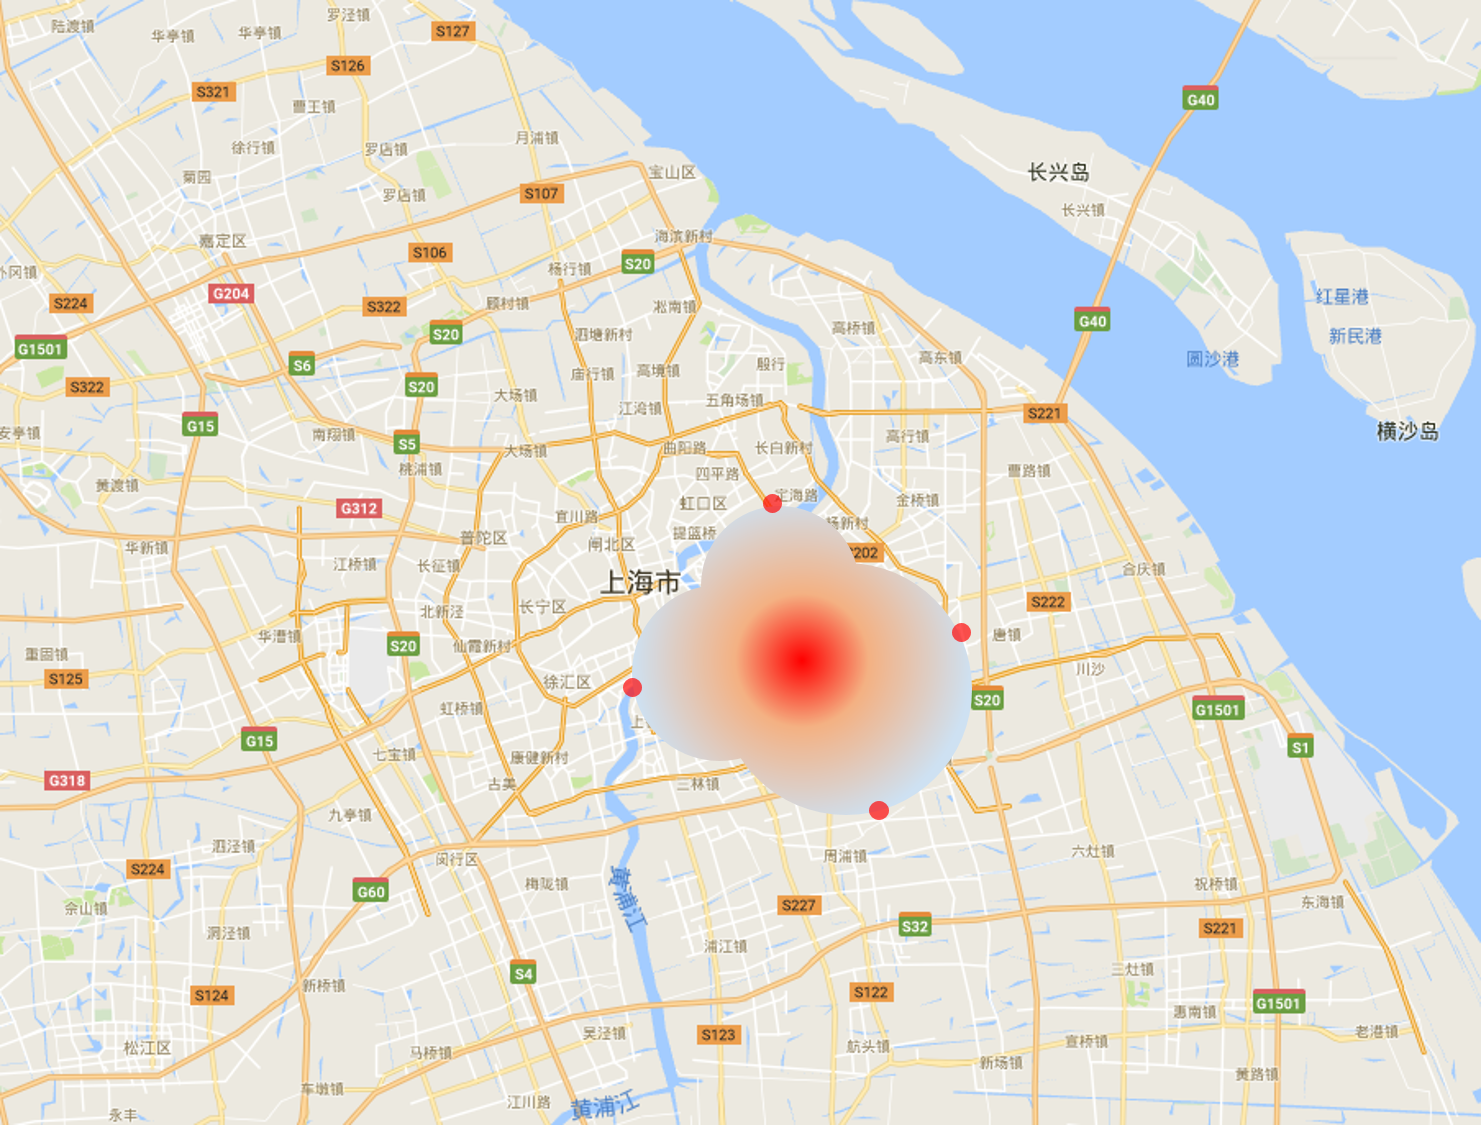 陆渡镇
华亭镇
华亭镇
罗泾镇
S127
S126
S321
曹王镇
G40
徐行镇
罗店镇
月浦镇
长兴岛
宝山区
菊园
罗店镇
S107
长兴镇
嘉定区
海滨新村
S106
外冈镇
杨行镇
S20
G204
红星港
S224
S322
顾村镇
淞南镇
G40
高桥镇
新民港
S20
泗塘新村
G1501
S6
殷行
高东镇
圆沙港
庙行镇
高境镇
S322
S20
大场镇
江湾镇
五角场镇
S221
G15
安亭镇
南翔镇
S5
高行镇
横沙岛
大场镇
曲阳路
长白新村
桃浦镇
四平路
曹路镇
黄渡镇
定海路
G312
虹口区
金桥镇
宜川路
杨新村
提篮桥
普陀区
华新镇
闸北区
202
江桥镇
长征镇
合庆镇
上海市
长宁区
S222
北新泾
华漕镇
唐镇
S20
仙霞新村
重固镇
川沙
S125
徐汇区
S20
虹桥镇
G1501
上
G15
S1
七宝镇
康健新村
G318
古美
三林镇
九亭镇
泗泾镇
六灶镇
闵行区
周浦镇
S224
G60
梅陇镇
祝桥镇
黄浦江
S227
东海镇
佘山镇
S32
S221
洞泾镇
浦江镇
三灶镇
S4
新桥镇
S122
S124
G1501
惠南镇
吴泾镇
S123
老港镇
松江区
马桥镇
航头镇
宣桥镇
新场镇
黄路镇
车墩镇
江川路
黄浦江
永丰